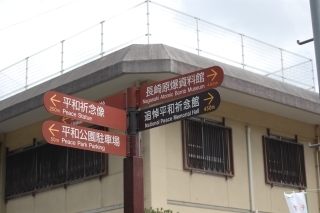 平和祈念像
Peace Statue
平和公園駐車場
Peace Park Parking
長崎原爆資料館
Nagasaki Atomic Bomb Museum
追悼平和祈念館
National Peace Memorial Hall